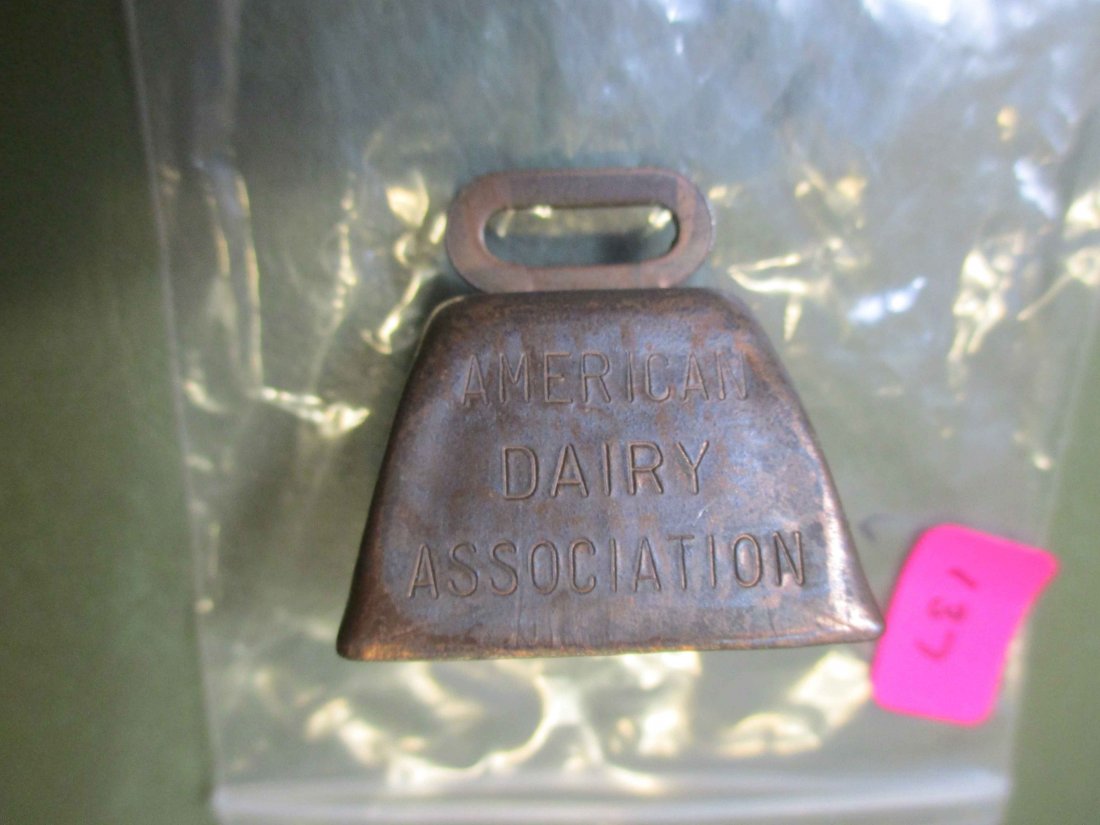 AMERICAN
DAIRY
ASSOCIATION
137